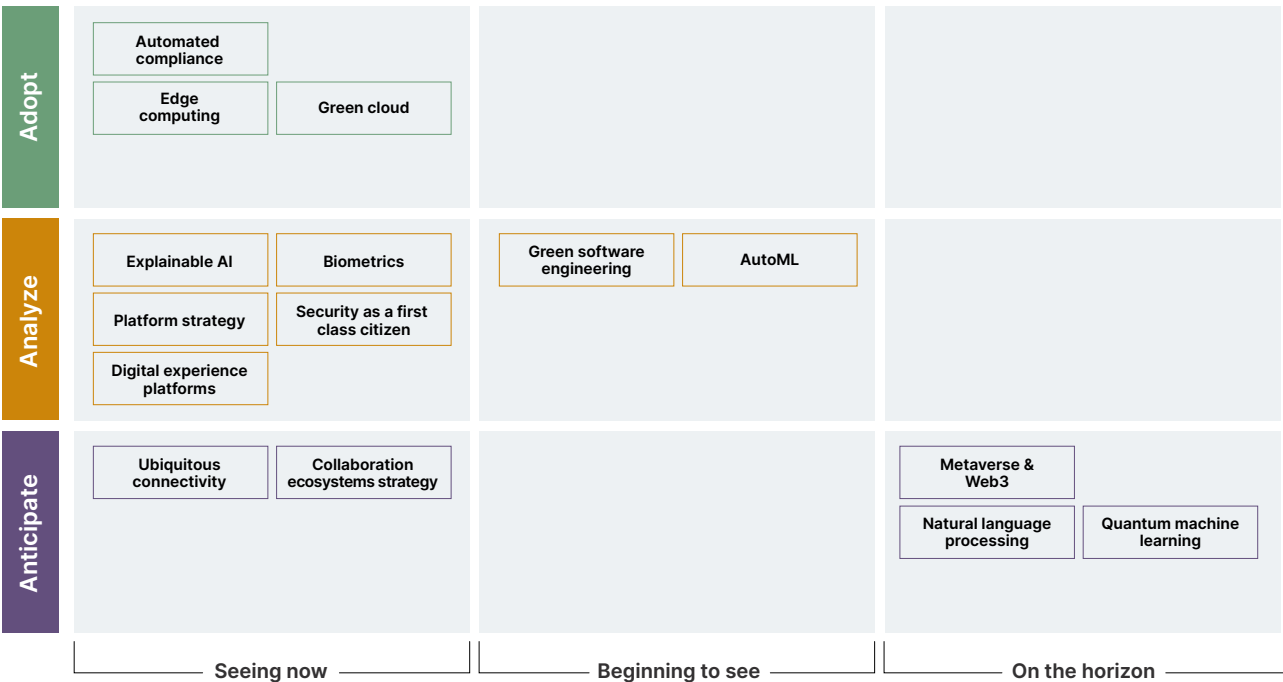 Adopt
Automated
compliance
Edge
computing
Green cloud
Analyze
Explainable AI
Biometrics
Platform strategy
Security as a first
class citizen
Digital experience
platforms
Green software
engineering
AutoML
Anticipate
Ubiquitous
connectivity
Collaboration
ecosystems strategy
Metaverse &
Web3
Natural language
processing
Quantum machine
learning
Seeing now
Beginning to see
On the horizon